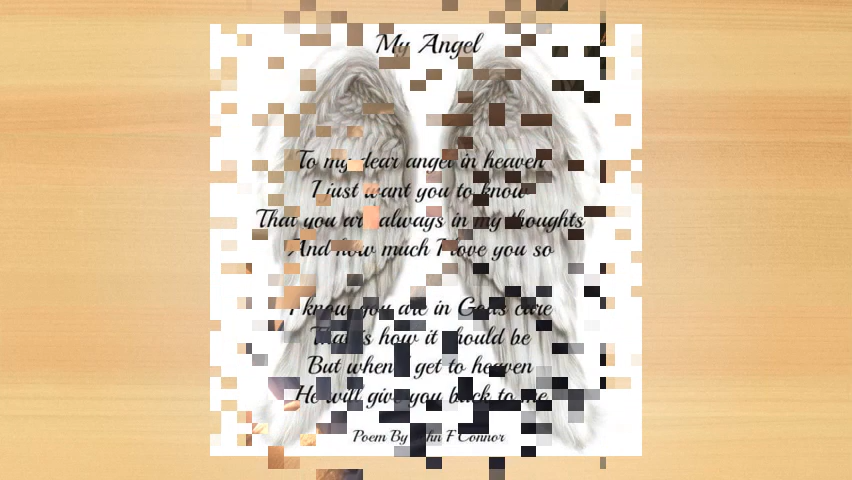 My Angel
To my dear angel in heaven
I just want you to know
That you are always in my thoughts
And how much I love you so
I know you are in God's care
That's how it should be
But when I get to heaven
He will give you back to me
Poem By John F Connor